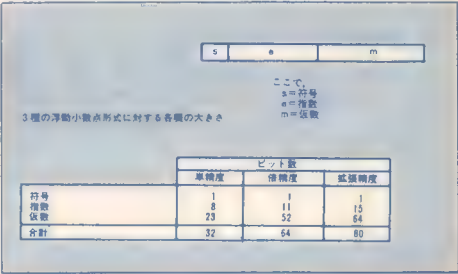 s e m
ここで、
s=符号
e=指数
m=仮数
3種の浮動小数点形式に対する各欄の大きさ
ビット数
単精度 倍精度 拡張精度
符号 1 1 1
指数 8 11 15
仮数 23 52 64
合計 32 64 80